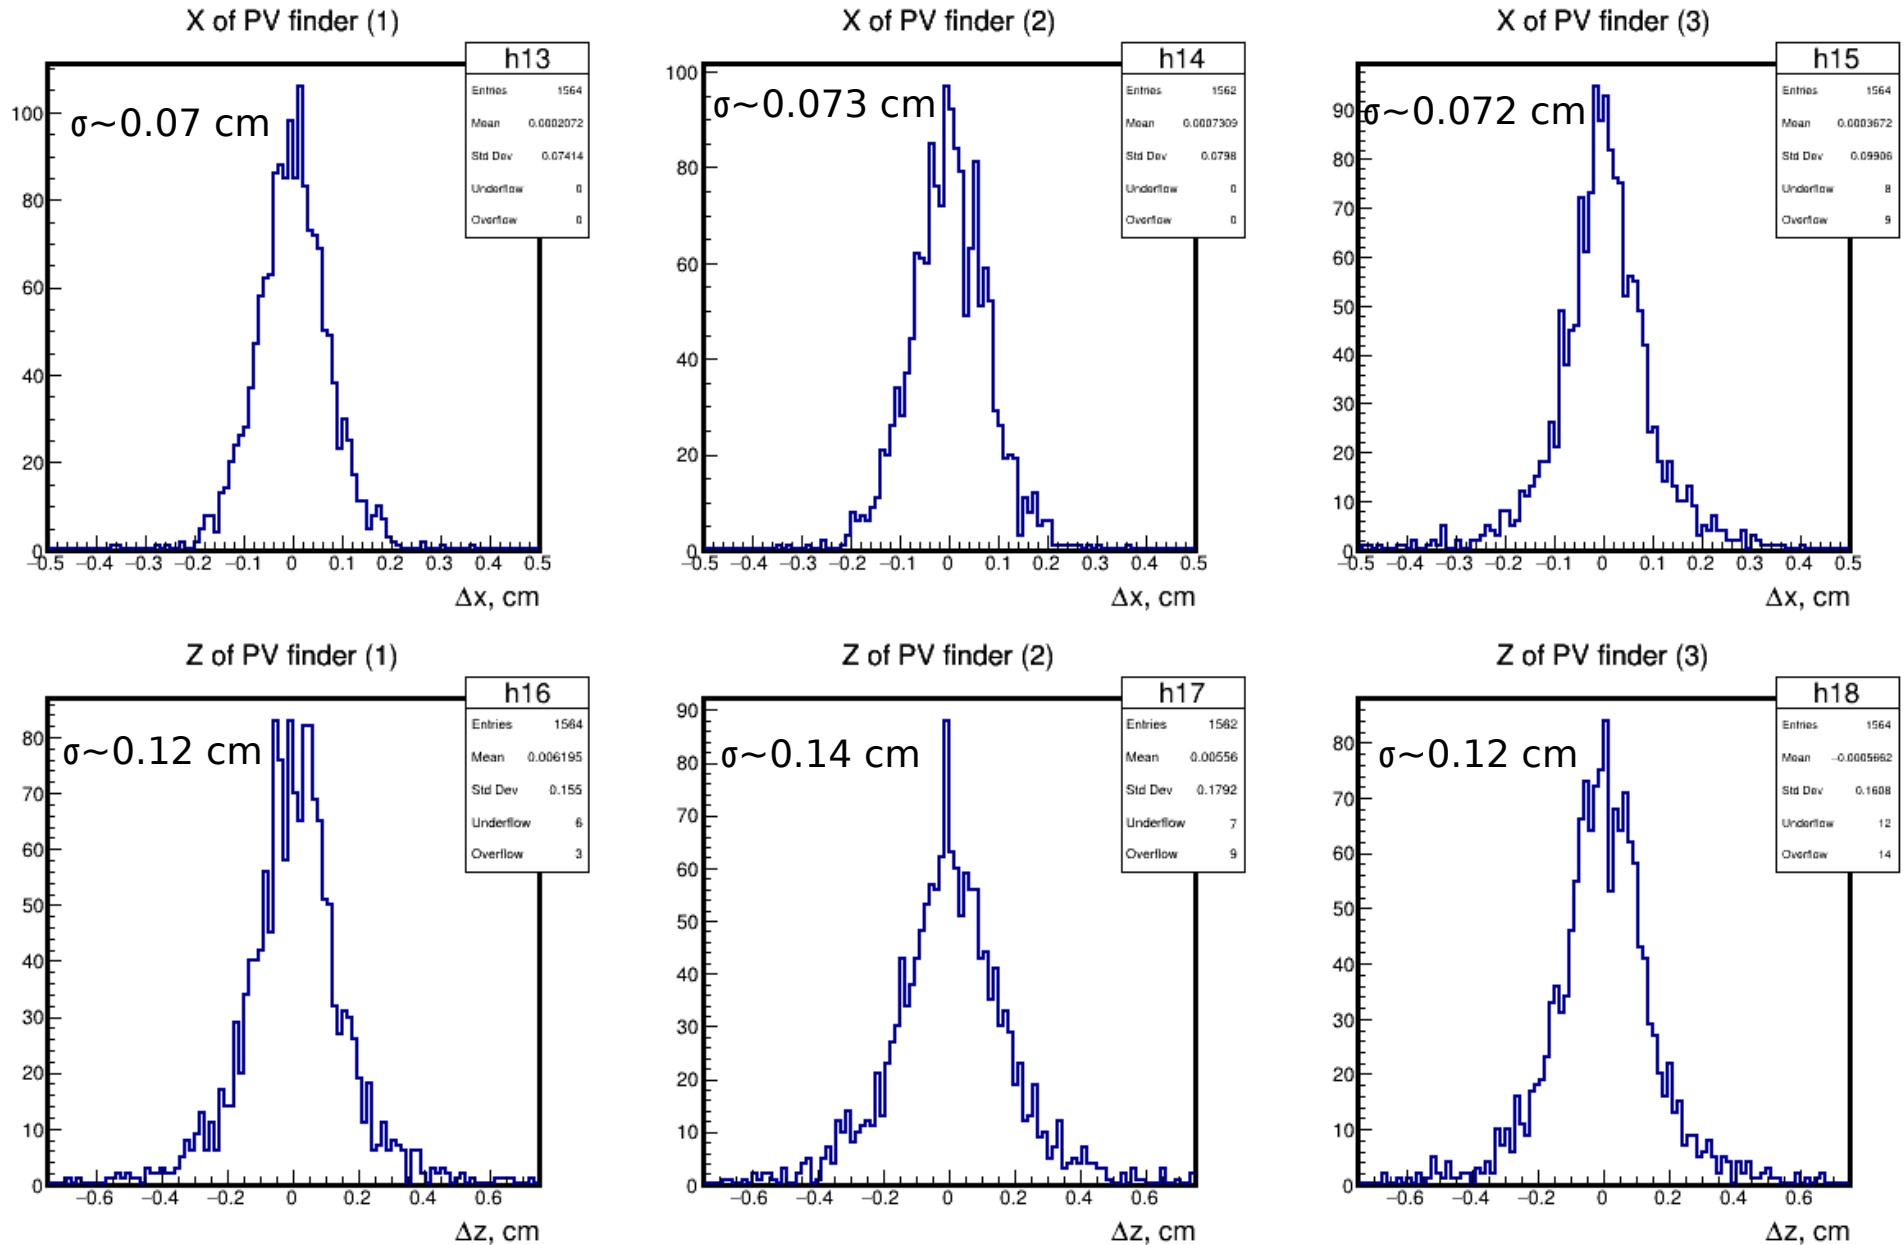 X of PV finder (1)
h13
Entries 1564
Mean 0.0002072
Std Dev 0.07414
Underflow 0
Overflow 0
σ~0.07 cm
100
80
60
40
20
0
−0.5 −0.4 −0.3 −0.2 −0.1 0 0.1 0.2 0.3 0.4 0.5
Δx, cm
X of PV finder (2)
h14
Entries 1562
Mean 0.0007309
Std Dev 0.0798
Underflow 0
Overflow 0
σ~0.073 cm
100
80
60
40
20
0
−0.5 −0.4 −0.3 −0.2 −0.1 0 0.1 0.2 0.3 0.4 0.5
Δx, cm
X of PV finder (3)
h15
Entries 1564
Mean 0.0003672
Std Dev 0.09906
Underflow 8
Overflow 9
σ~0.072 cm
90
80
70
60
50
40
30
20
10
0
−0.5 −0.4 −0.3 −0.2 −0.1 0 0.1 0.2 0.3 0.4 0.5
Δx, cm
Z of PV finder (1)
h16
Entries 1564
Mean 0.006195
Std Dev 0.155
Underflow 6
Overflow 3
σ~0.12 cm
80
70
60
50
40
30
20
10
0
−0.6 −0.4 −0.2 0 0.2 0.4 0.6
Δz, cm
Z of PV finder (2)
h17
Entries 1562
Mean 0.00556
Std Dev 0.1792
Underflow 7
Overflow 9
σ~0.14 cm
90
80
70
60
50
40
30
20
10
0
−0.6 −0.4 −0.2 0 0.2 0.4 0.6
Δz, cm
Z of PV finder (3)
h18
Entries 1564
Mean −0.0005662
Std Dev 0.1608
Underflow 12
Overflow 14
σ~0.12 cm
80
70
60
50
40
30
20
10
0
−0.6 −0.4 −0.2 0 0.2 0.4 0.6
Δz, cm